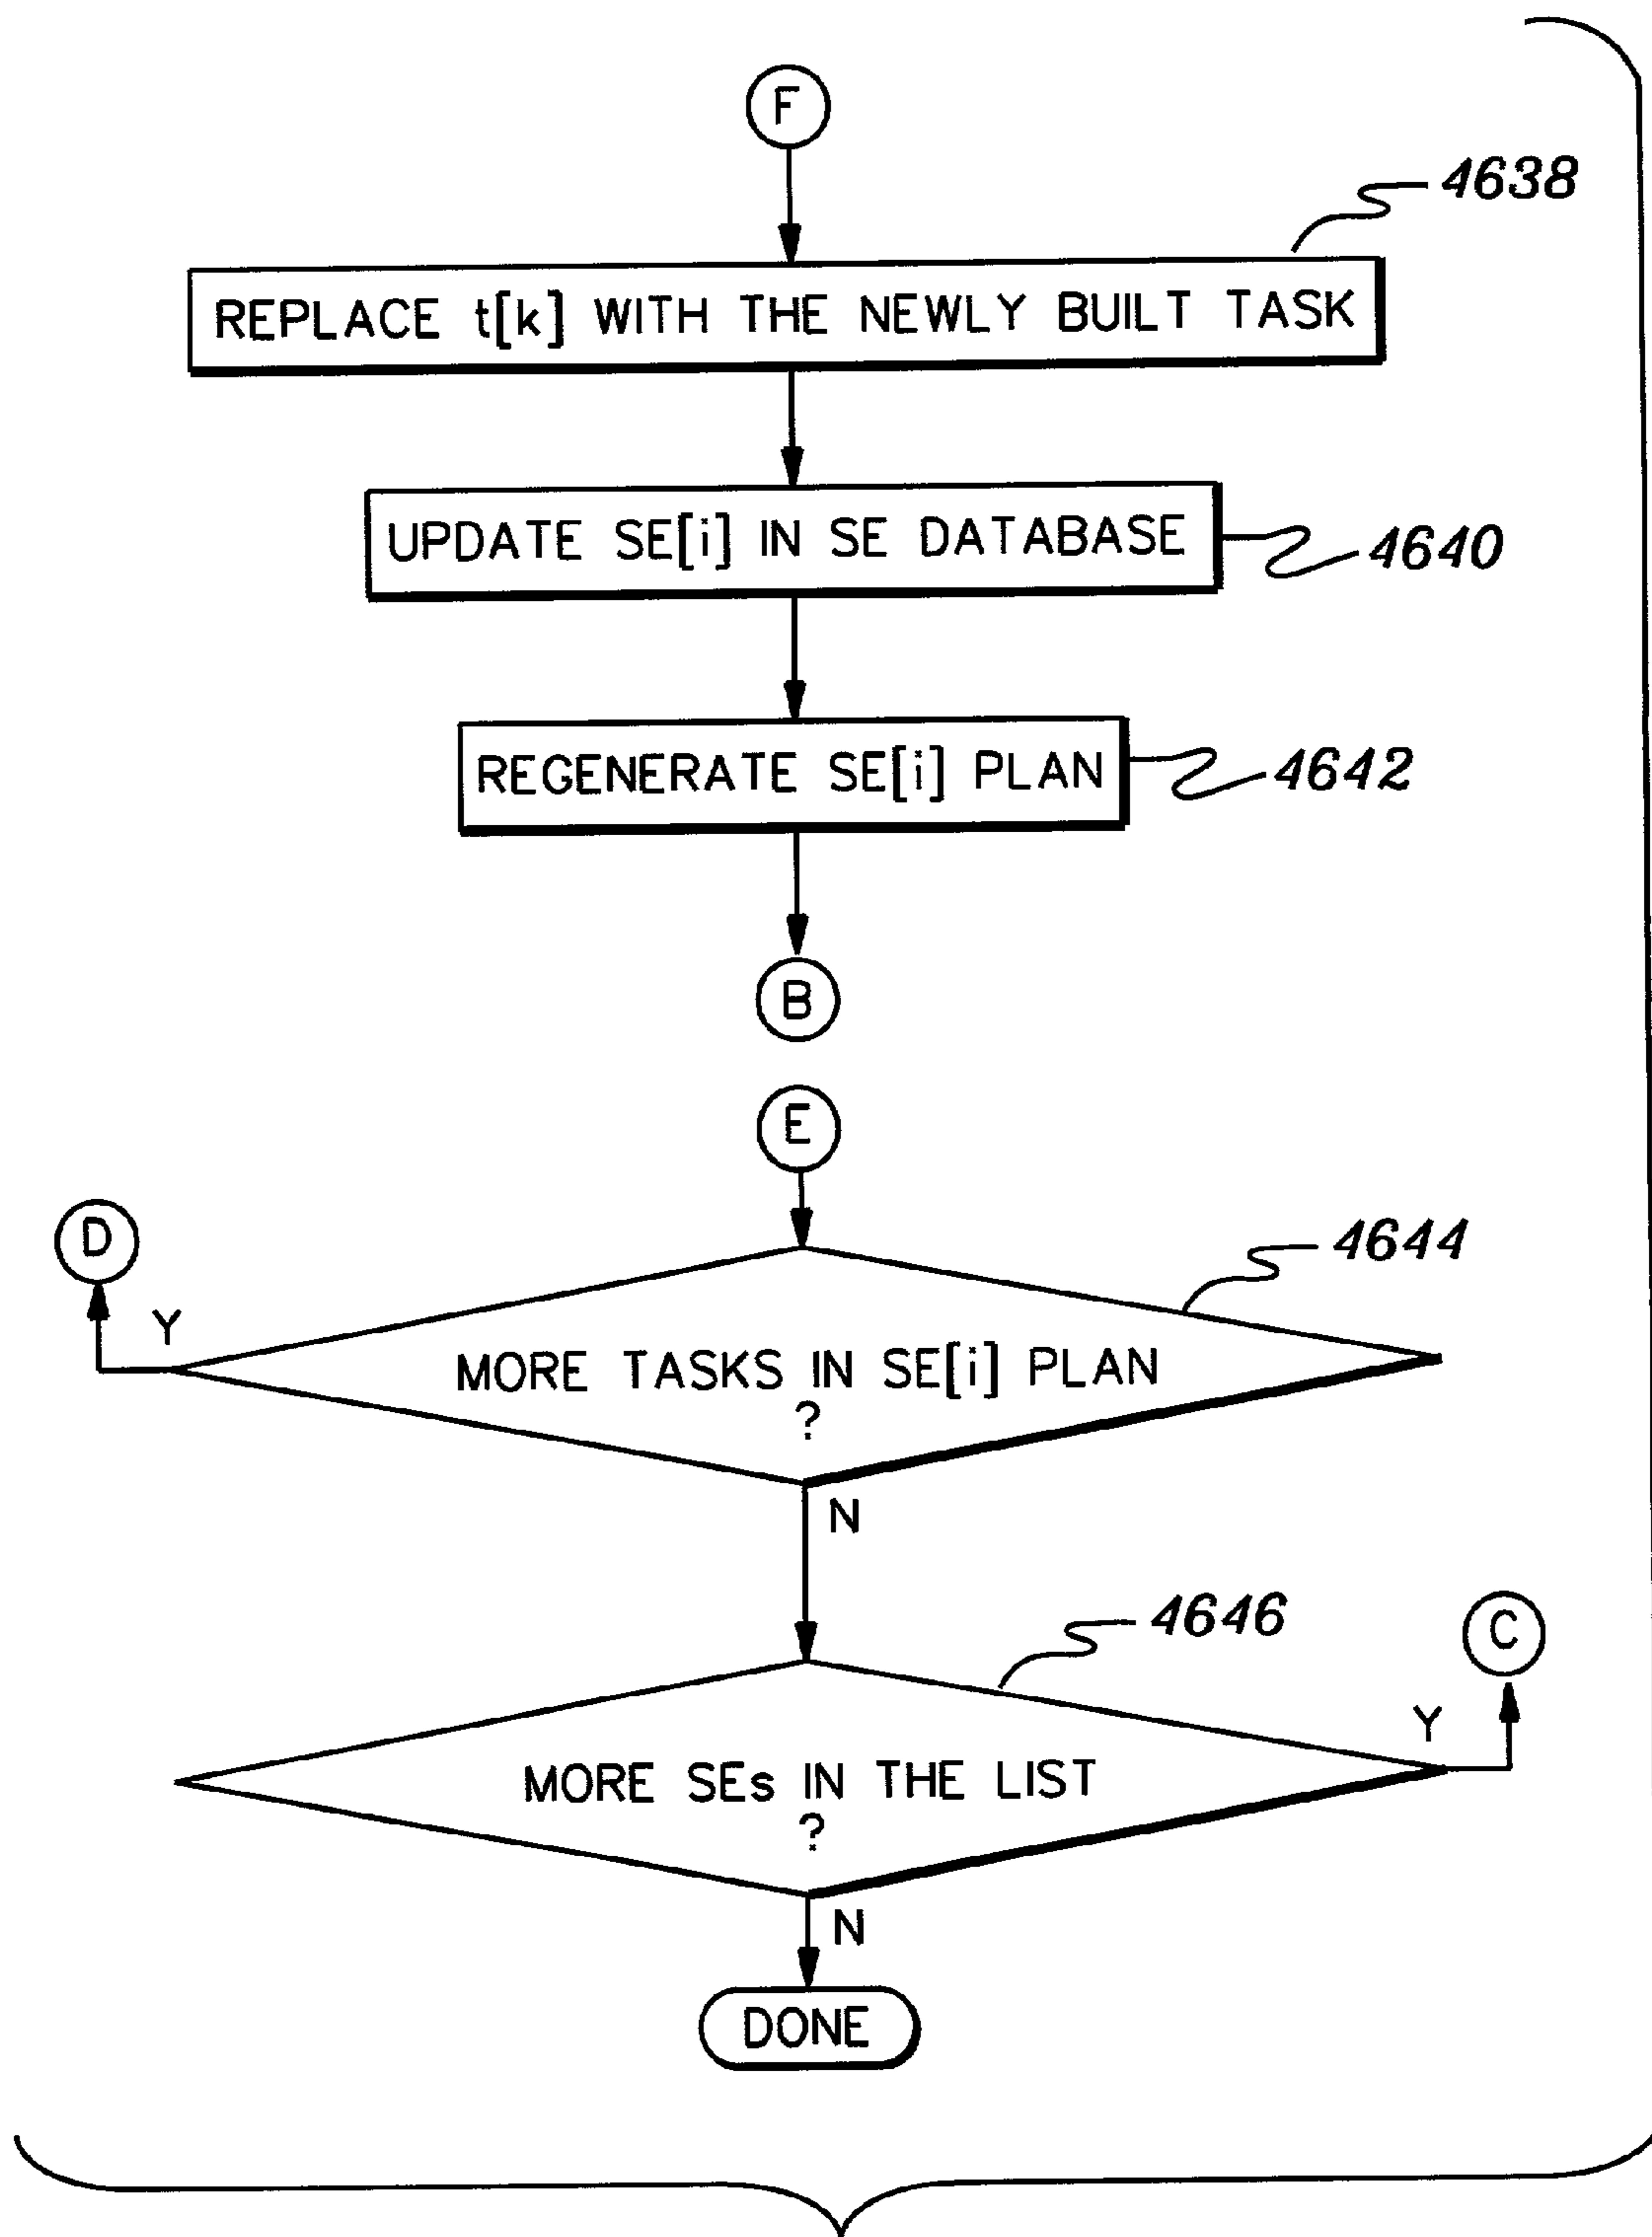 F
4638
REPLACE t[k] WITH THE NEWLY BUILT TASK
UPDATE SE[i] IN SE DATABASE
4640
REGENERATE SE[i] PLAN
4642
B
E
D
4644
Y
MORE TASKS IN SE[i] PLAN
?
N
4646
C
Y
MORE SEs IN THE LIST
?
N
DONE